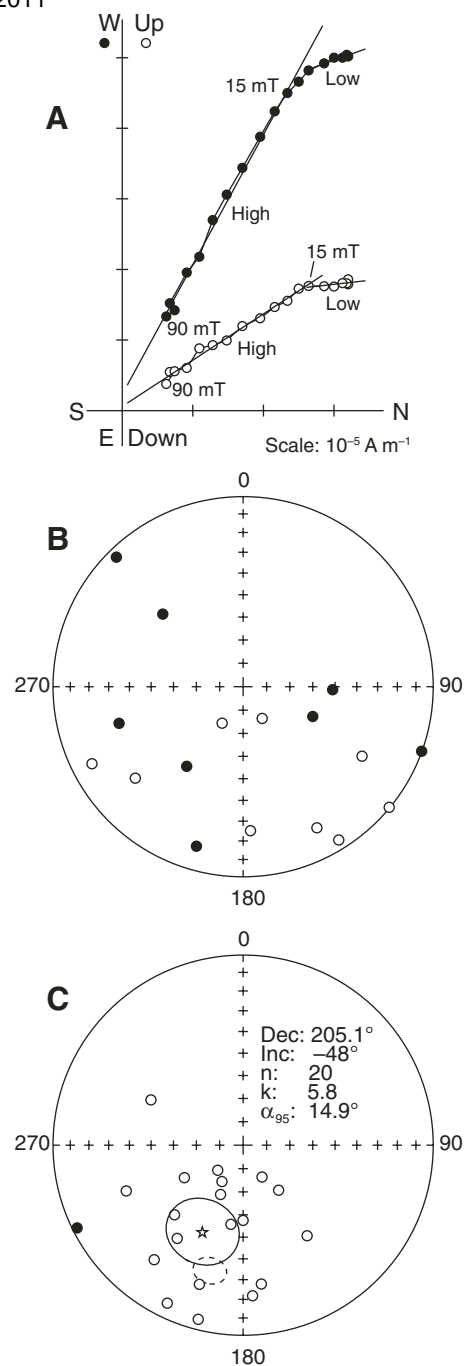 2011
W Up
A
15 mT
Low
High
15 mT
90 mT
Low
High
90 mT
S N
E Down Scale: 10⁻⁵ A m⁻¹
0
B
270 90
180
0
C
Dec: 205.1°
Inc: –48°
n: 20
k: 5.8
α₉₅: 14.9°
270 90
180